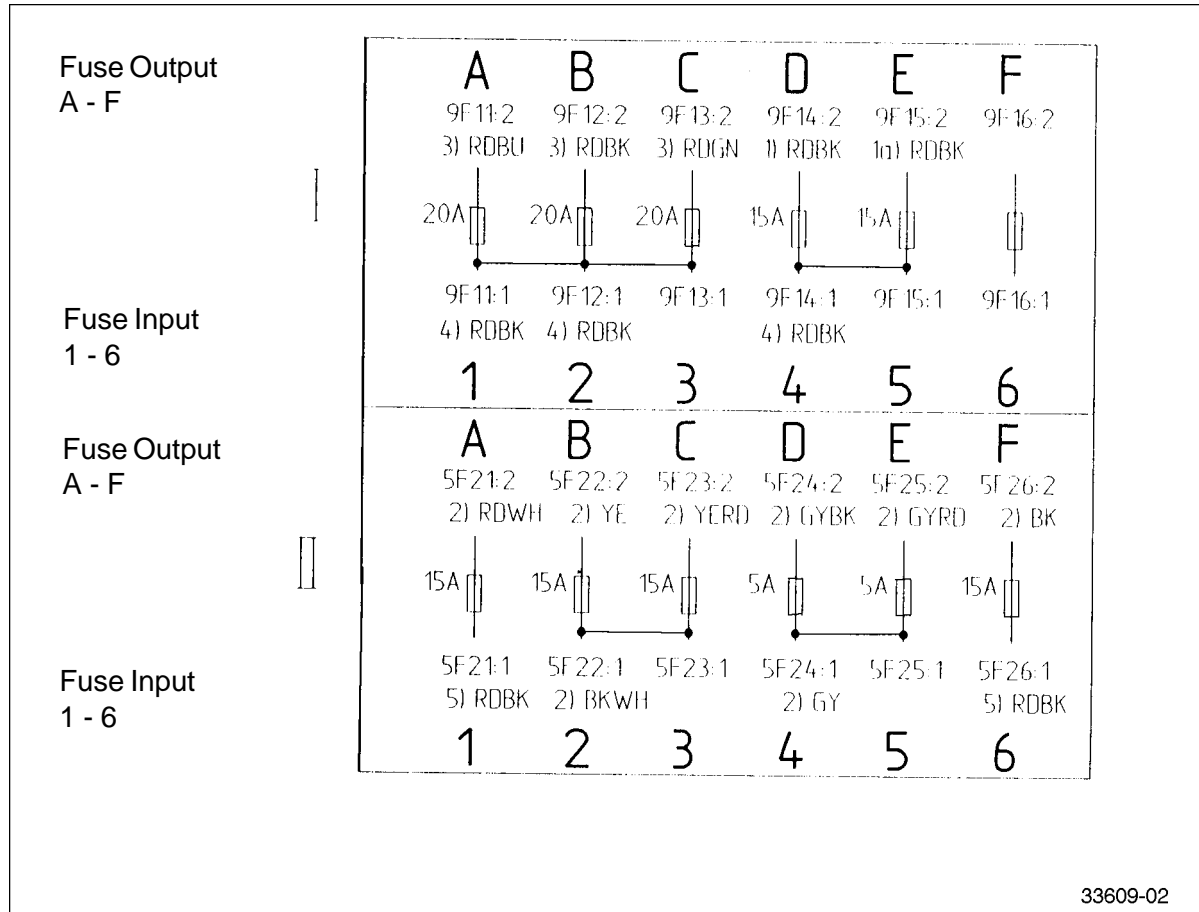 Fuse Output
A - F
A B C D E F
9F11:2 9F12:2 9F13:2 9F14:2 9F15:2 9F16:2
3) RDBU 3) RDBK 3) RDGN 1) RDBK 1a) RDBK
20A 20A 20A 15A 15A
Fuse Input
1 - 6
9F11:1 9F12:1 9F13:1 9F14:1 9F15:1 9F16:1
4) RDBK 4) RDBK 4) RDBK
1 2 3 4 5 6
Fuse Output
A - F
A B C D E F
5F21:2 5F22:2 5F23:2 5F24:2 5F25:2 5F26:2
2) RDWH 2) YE 2) YERD 2) GYBK 2) GYRD 2) BK
15A 15A 15A 5A 5A 15A
Fuse Input
1 - 6
5F21:1 5F22:1 5F23:1 5F24:1 5F25:1 5F26:1
5) RDBK 2) BKWH 2) GY 5) RDBK
1 2 3 4 5 6
33609-02